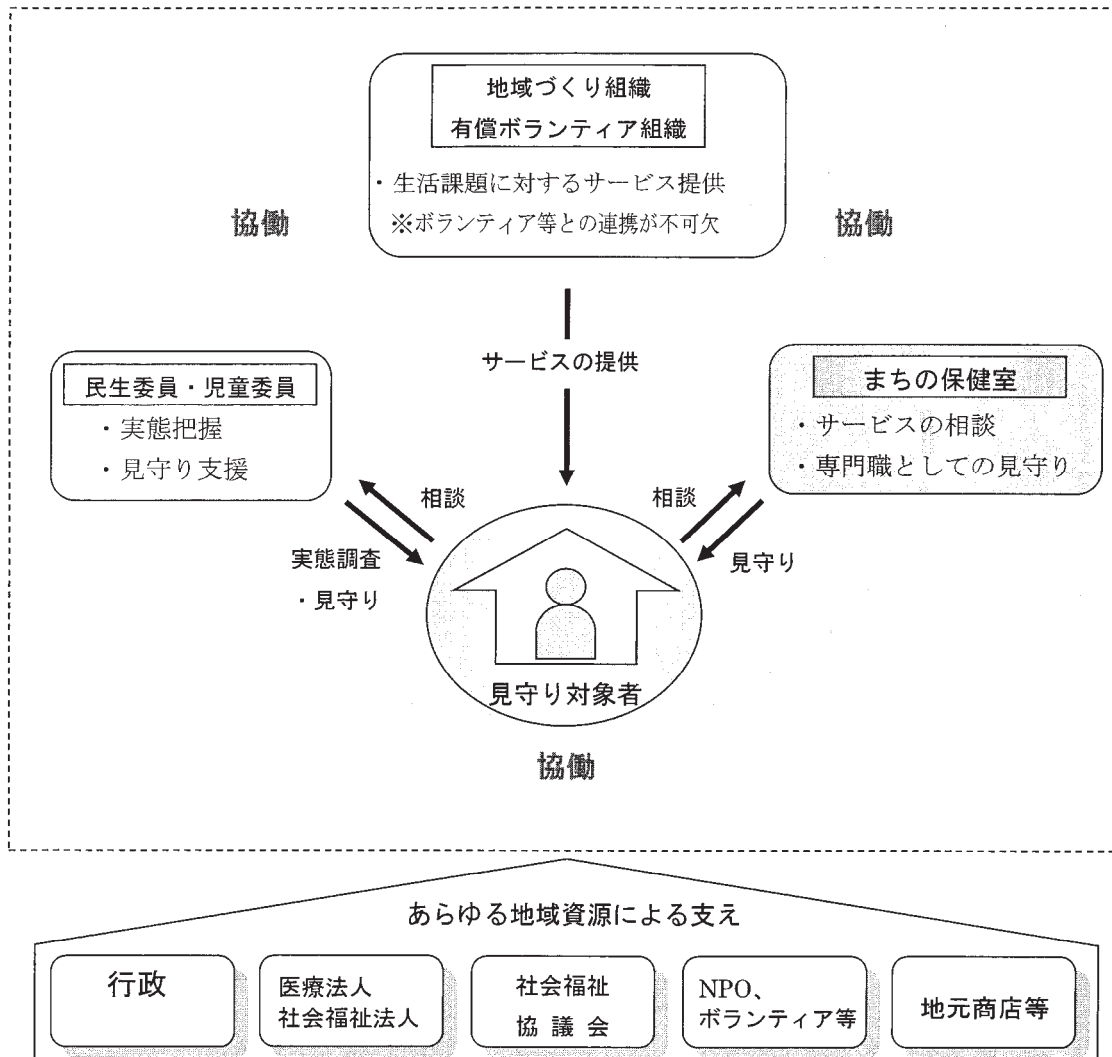 地域づくり組織
有償ボランティア組織
・生活課題に対するサービス提供
※ボランティア等との連携が不可欠
協働
協働
サービスの提供
民生委員・児童委員
・実態把握
・見守り支援
まちの保健室
・サービスの相談
・専門職としての見守り
相談
相談
実態調査
・見守り
見守り
見守り対象者
協働
あらゆる地域資源による支え
行政
医療法人
社会福祉法人
社会福祉
協議会
NPO、
ボランティア等
地元商店等